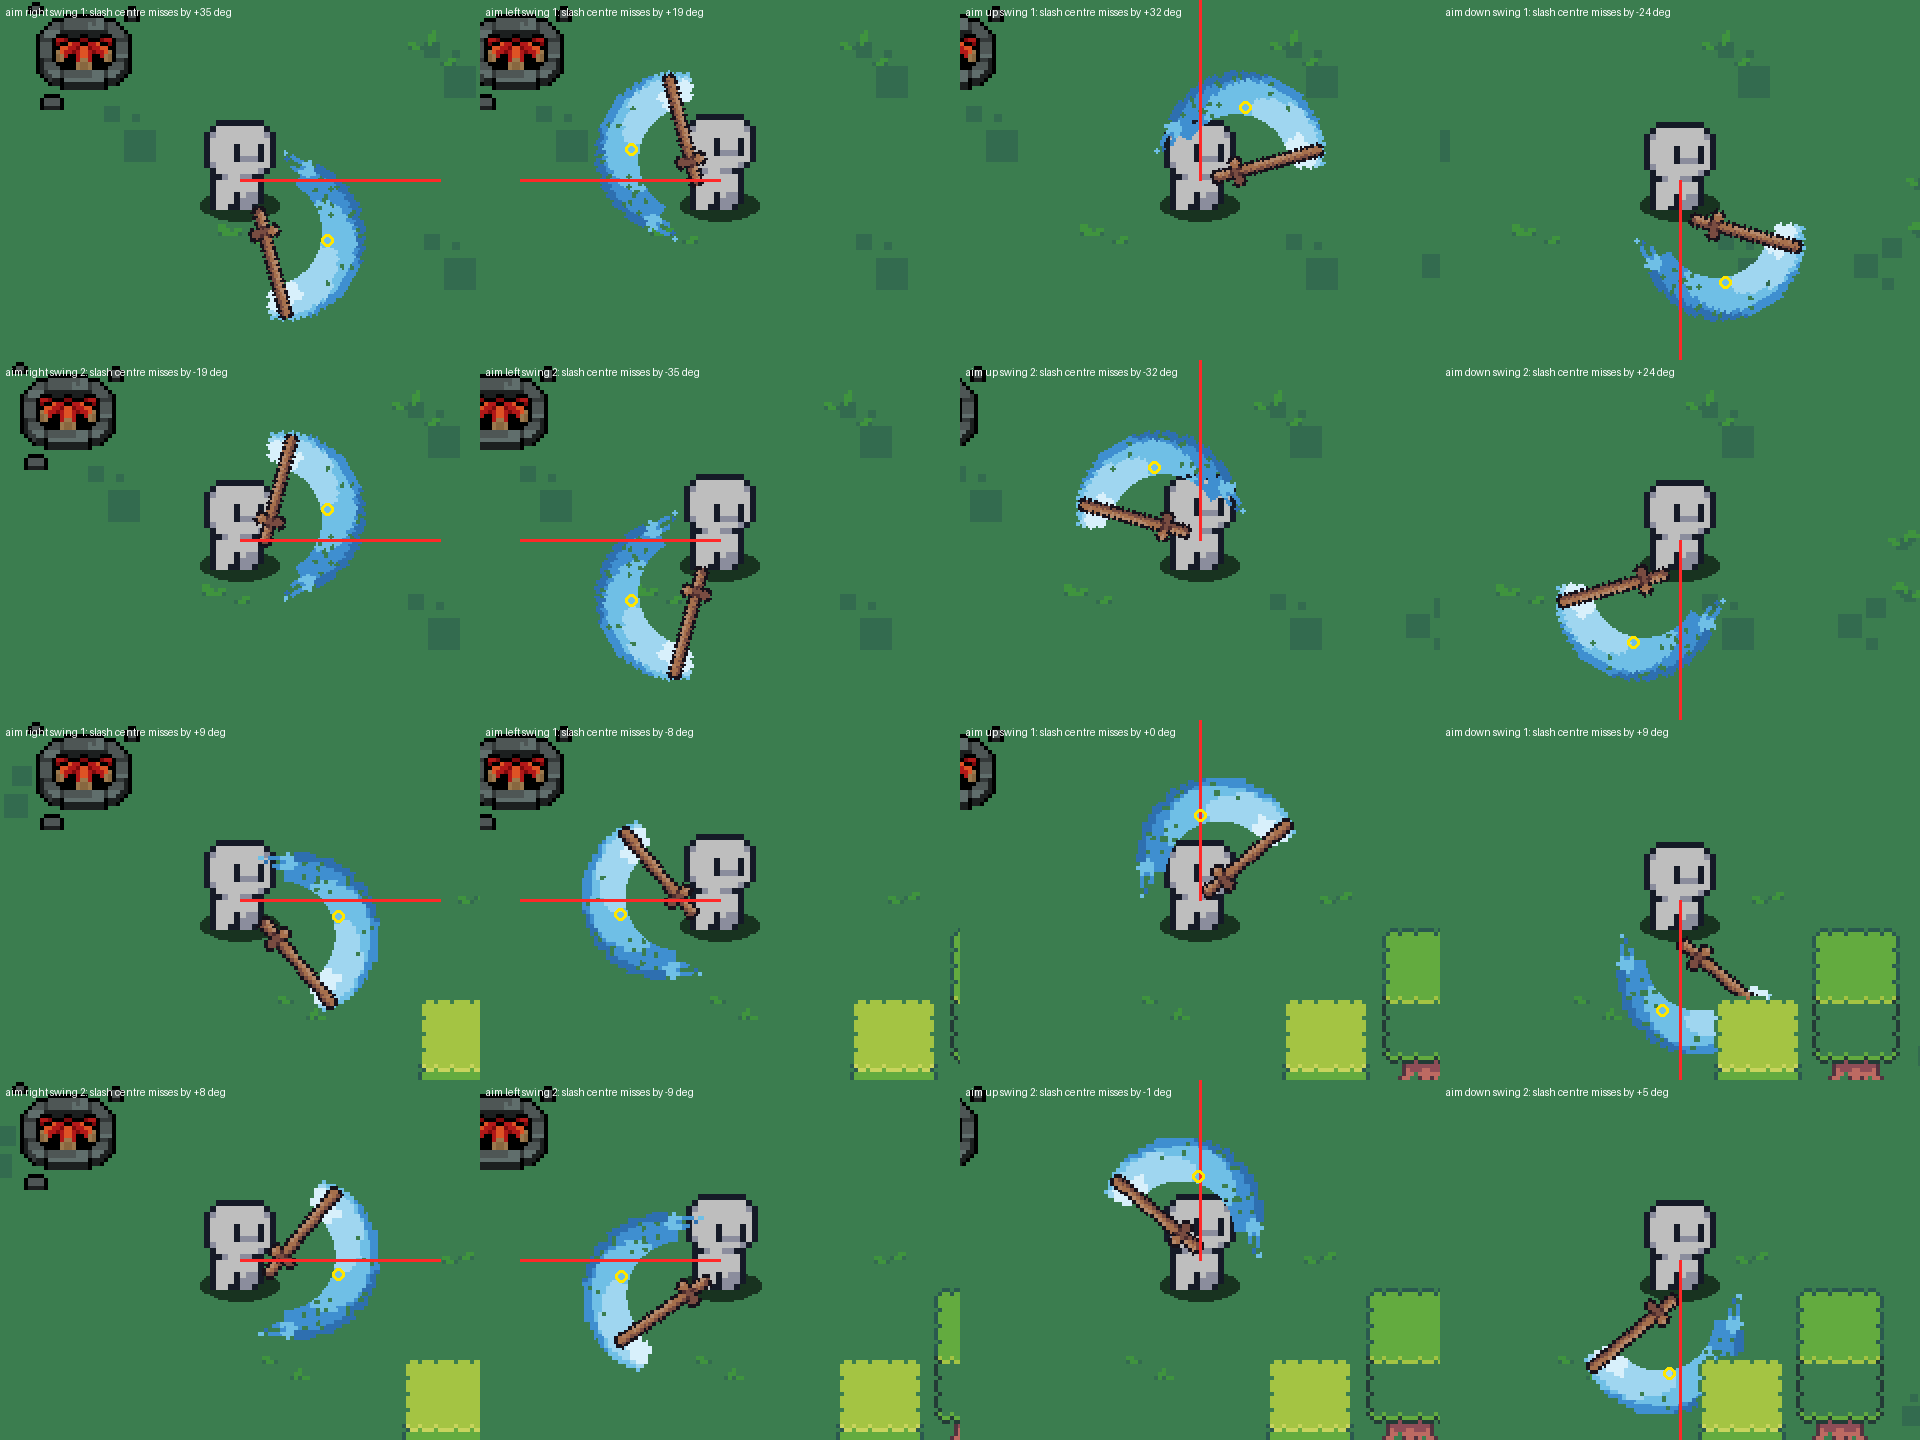 aim right swing 1: slash centre misses by +35 deg
aim left swing 1: slash centre misses by +19 deg
aim up swing 1: slash centre misses by +32 deg
aim down swing 1: slash centre misses by -24 deg
aim right swing 2: slash centre misses by -19 deg
aim left swing 2: slash centre misses by -35 deg
aim up swing 2: slash centre misses by -32 deg
aim down swing 2: slash centre misses by +24 deg
aim right swing 1: slash centre misses by +9 deg
aim left swing 1: slash centre misses by -8 deg
aim up swing 1: slash centre misses by +0 deg
aim down swing 1: slash centre misses by +9 deg
aim right swing 2: slash centre misses by +8 deg
aim left swing 2: slash centre misses by -9 deg
aim up swing 2: slash centre misses by -1 deg
aim down swing 2: slash centre misses by +5 deg